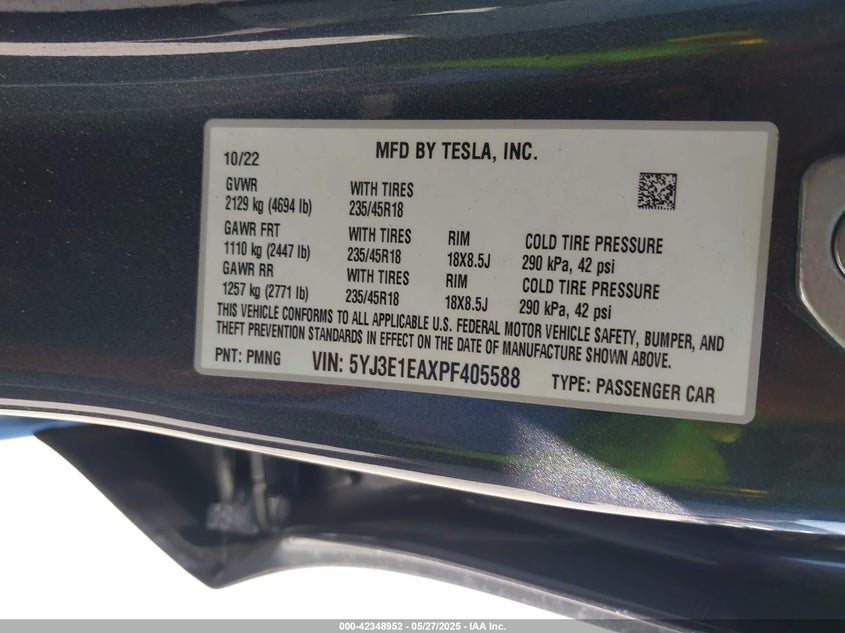 10/22 MFD BY TESLA, INC.
GVWR WITH TIRES
2129 kg (4694 lb) 235/45R18
GAWR FRT WITH TIRES RIM COLD TIRE PRESSURE
1110 kg (2447 lb) 235/45R18 18X8.5J 290 kPa, 42 psi
GAWR RR WITH TIRES RIM COLD TIRE PRESSURE
1257 kg (2771 lb) 235/45R18 18X8.5J 290 kPa, 42 psi
THIS VEHICLE CONFORMS TO ALL APPLICABLE U.S. FEDERAL MOTOR VEHICLE SAFETY, BUMPER, AND
THEFT PREVENTION STANDARDS IN EFFECT ON THE DATE OF MANUFACTURE SHOWN ABOVE.
PNT: PMNG VIN: 5YJ3E1EAXPF405588 TYPE: PASSENGER CAR
000-42348952 - 05/27/2025 - IAA Inc.